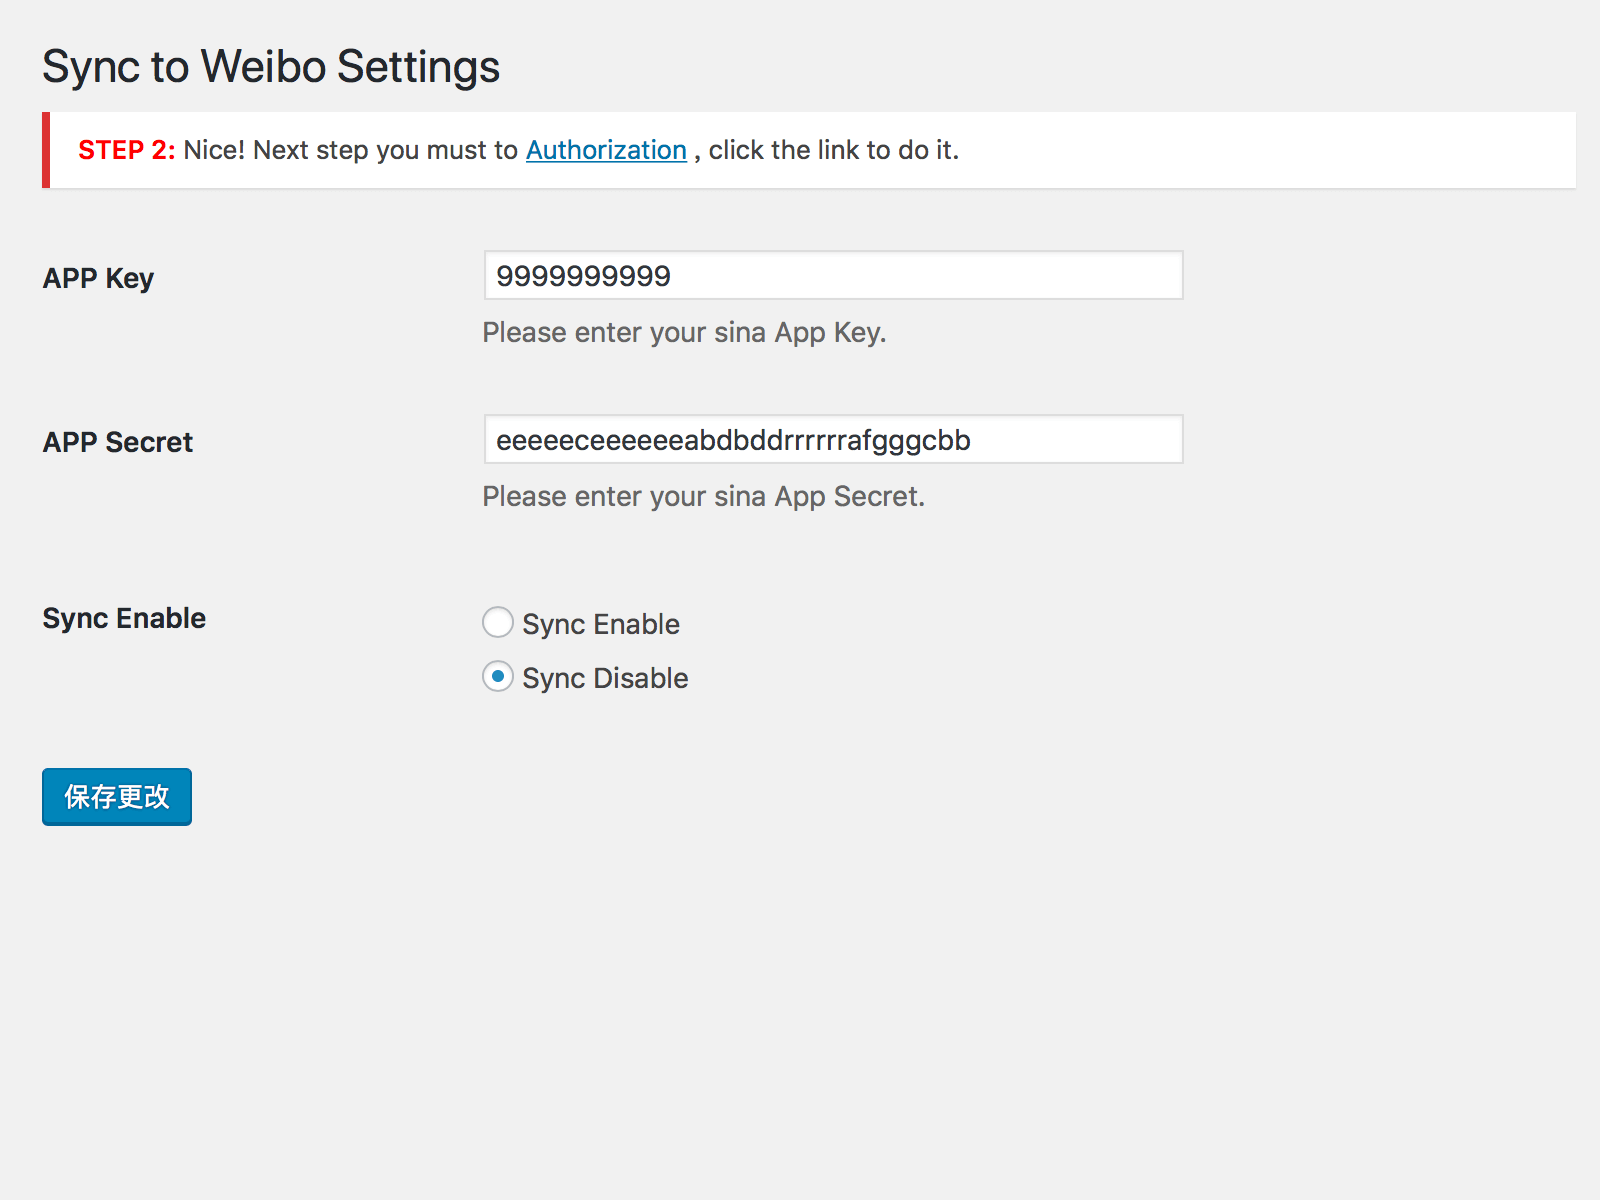 Sync to Weibo Settings
STEP 2: Nice! Next step you must to Authorization , click the link to do it.
APP Key
9999999999
Please enter your sina App Key.
APP Secret
eeeeeceeeeeeabdbddrrrrrrafgggcbb
Please enter your sina App Secret.
Sync Enable
Sync Enable
Sync Disable
保存更改